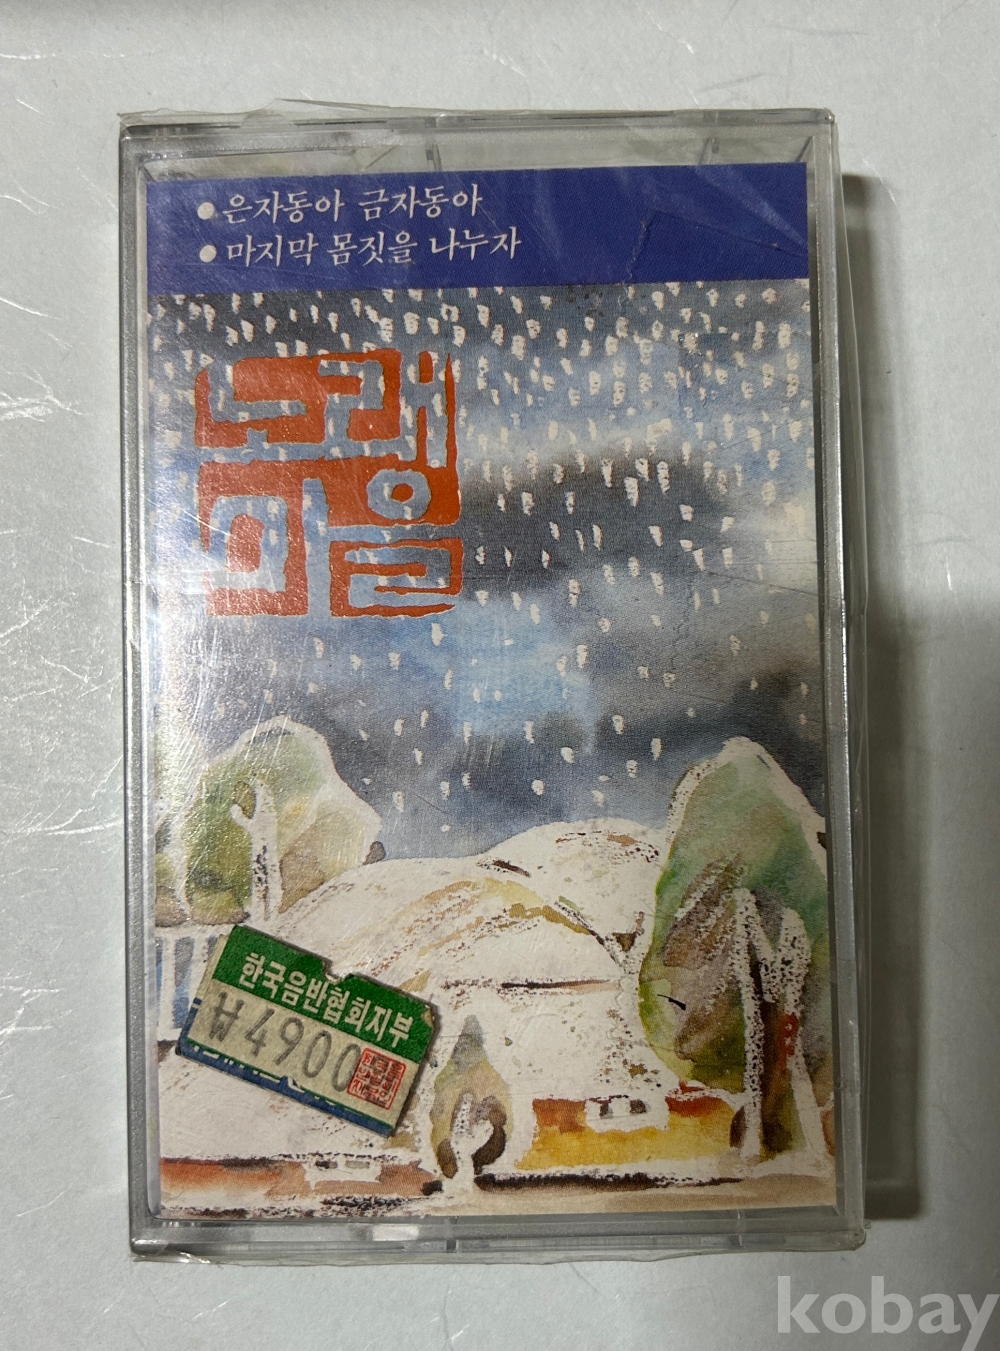 ● 은자동아 금자동아
● 마지막 몸짓을 나누자
노래
마을
한국음반협회지부
₩4900
kobay